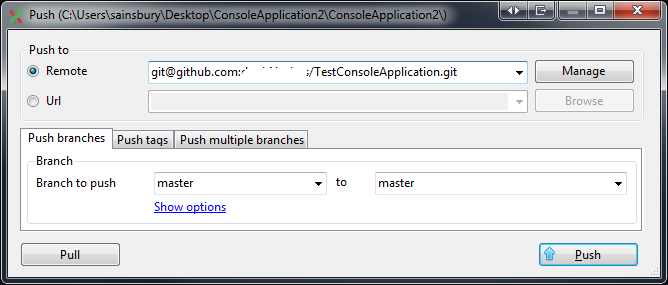 Push (C:\Users\sainsbury\Desktop\ConsoleApplication2\ConsoleApplication2\)
Push to
Remote git@github.com: /TestConsoleApplication.git Manage
Url Browse
Push branches Push tags Push multiple branches
Branch
Branch to push master to master
Show options
Pull Push